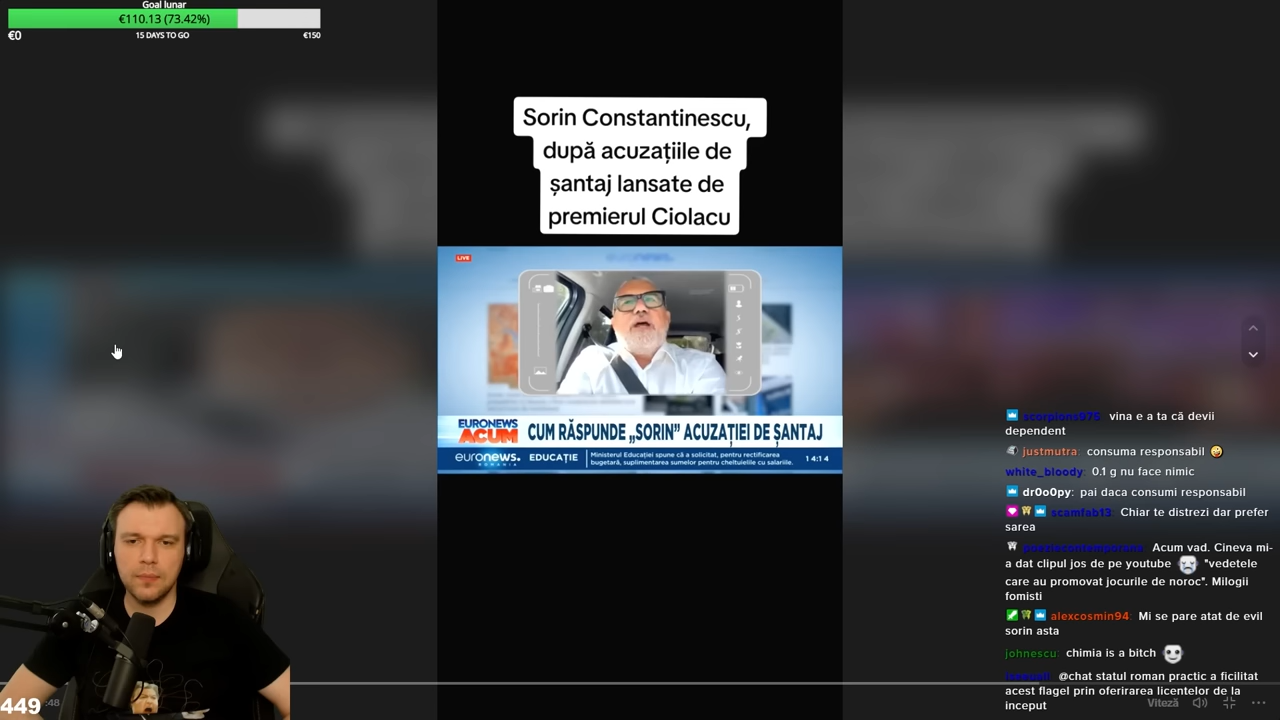 Goal lunar
€110.13 (73.42%)
€0
15 DAYS TO GO
€150
Sorin Constantinescu,
după acuzațiile de
șantaj lansate de
premierul Ciolacu
LIVE
EURONEWS
ACUM
CUM RĂSPUNDE „SORIN” ACUZAȚIEI DE ȘANTAJ
euronews.
ROMANIA
EDUCAȚIE
Ministerul Educației spune că a solicitat, pentru rectificarea
bugetară, suplimentarea sumelor pentru cheltuielile cu salariile.
14:14
scorpions975 vina e a ta că devii
dependent
justmutra: consuma responsabil
white_bloody: 0.1 g nu face nimic
dr0o0py: pai daca consumi responsabil
scamfab13: Chiar te distrezi dar prefer
sarea
poeziacontemporana Acum vad. Cineva mi-
a dat clipul jos de pe youtube "vedetele
care au promovat jocurile de noroc". Milogii
fomisti
alexcosmin94: Mi se pare atat de evil
sorin asta
johnescu: chimia is a bitch
@chat statul roman practic a ficilitat
acest flagel prin oferirarea licentelor de la
inceput
449
:48
Viteză